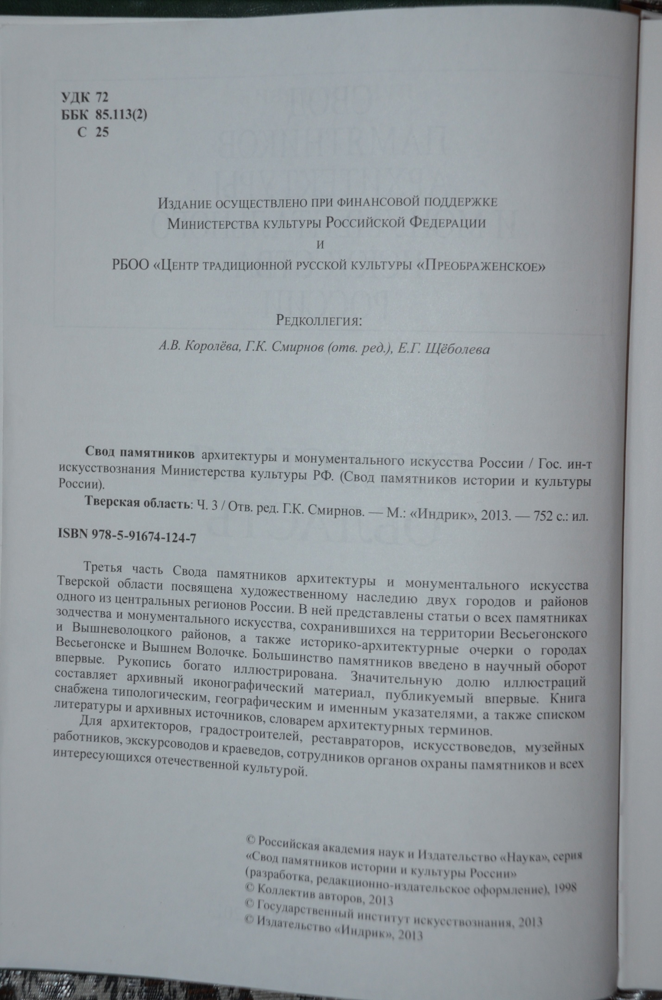 УДК 72
ББК 85.113(2)
С 25
Издание осуществлено при финансовой поддержке
Министерства культуры Российской Федерации
и
РБОО «Центр традиционной русской культуры «Преображенское»
Редколлегия:
А.В. Королёва, Г.К. Смирнов (отв. ред.), Е.Г. Щёболева
Свод памятников архитектуры и монументального искусства России / Гос. ин-т
искусствознания Министерства культуры РФ. (Свод памятников истории и культуры
России).
Тверская область: Ч. 3 / Отв. ред. Г.К. Смирнов. — М.: «Индрик», 2013. — 752 с.: ил.
ISBN 978-5-91674-124-7
Третья часть Свода памятников архитектуры и монументального искусства
Тверской области посвящена художественному наследию двух городов и районов
одного из центральных регионов России. В ней представлены статьи о всех памятниках
зодчества и монументального искусства, сохранившихся на территории Весьегонского
и Вышневолоцкого районов, а также историко-архитектурные очерки о городах
Весьегонске и Вышнем Волочке. Большинство памятников введено в научный оборот
впервые. Рукопись богато иллюстрирована. Значительную долю иллюстраций
составляет архивный иконографический материал, публикуемый впервые. Книга
снабжена типологическим, географическим и именным указателями, а также списком
литературы и архивных источников, словарем архитектурных терминов.
Для архитекторов, градостроителей, реставраторов, искусствоведов, музейных
работников, экскурсоводов и краеведов, сотрудников органов охраны памятников и всех
интересующихся отечественной культурой.
© Российская академия наук и Издательство «Наука», серия
«Свод памятников истории и культуры России»
(разработка, редакционно-издательское оформление), 1998
© Коллектив авторов, 2013
© Государственный институт искусствознания, 2013
© Издательство «Индрик», 2013